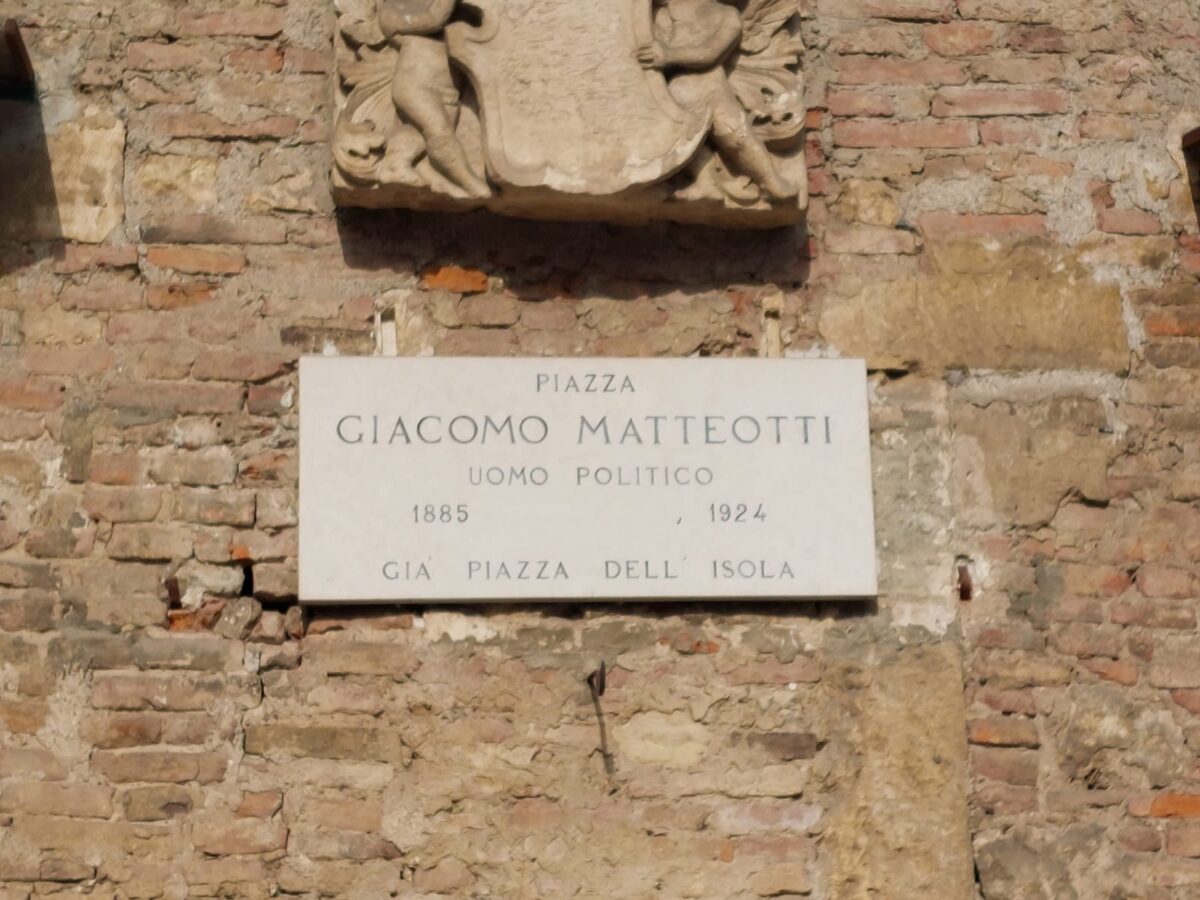 PIAZZA
GIACOMO MATTEOTTI
UOMO POLITICO
1885 1924
GIA' PIAZZA DELL' ISOLA